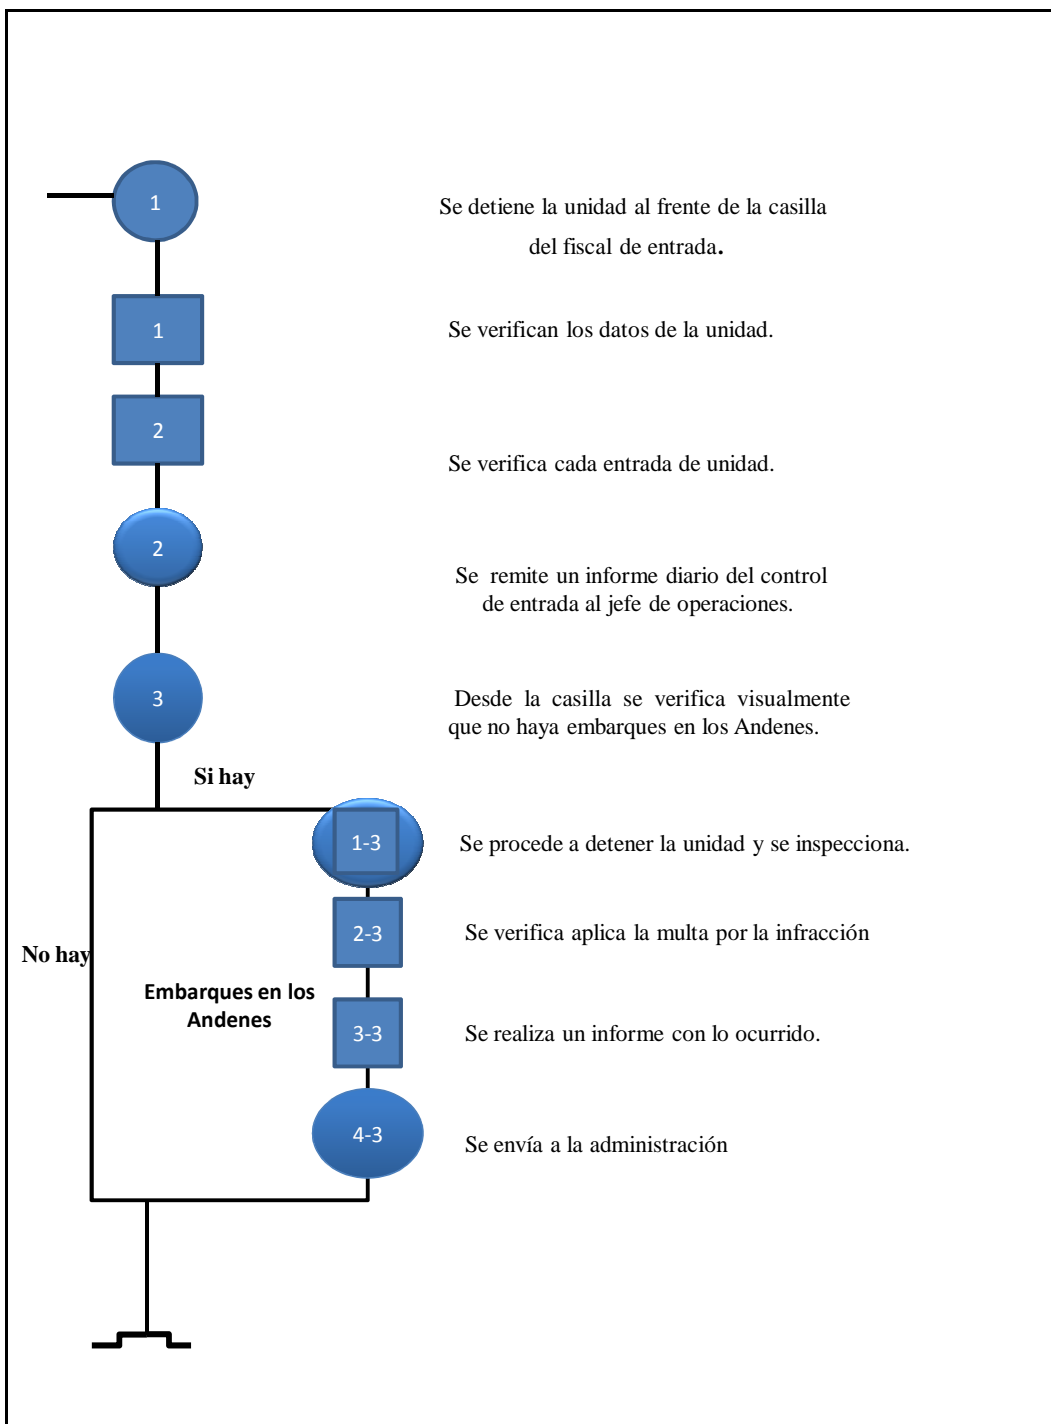 1
Se detiene la unidad al frente de la casilla
del fiscal de entrada.
1
Se verifican los datos de la unidad.
2
Se verifica cada entrada de unidad.
2
Se remite un informe diario del control
de entrada al jefe de operaciones.
3
Desde la casilla se verifica visualmente
que no haya embarques en los Andenes.
Si hay
1-3
Se procede a detener la unidad y se inspecciona.
2-3
Se verifica aplica la multa por la infracción
No hay
Embarques en los
Andenes
3-3
Se realiza un informe con lo ocurrido.
4-3
Se envía a la administración